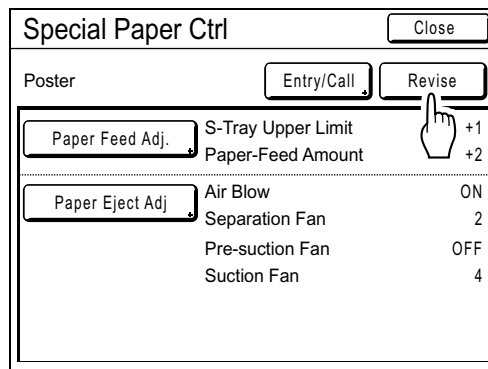 Special Paper Ctrl Close
Poster Entry/Call Revise
Paper Feed Adj. S-Tray Upper Limit +1
Paper-Feed Amount +2
Paper Eject Adj Air Blow ON
Separation Fan 2
Pre-suction Fan OFF
Suction Fan 4